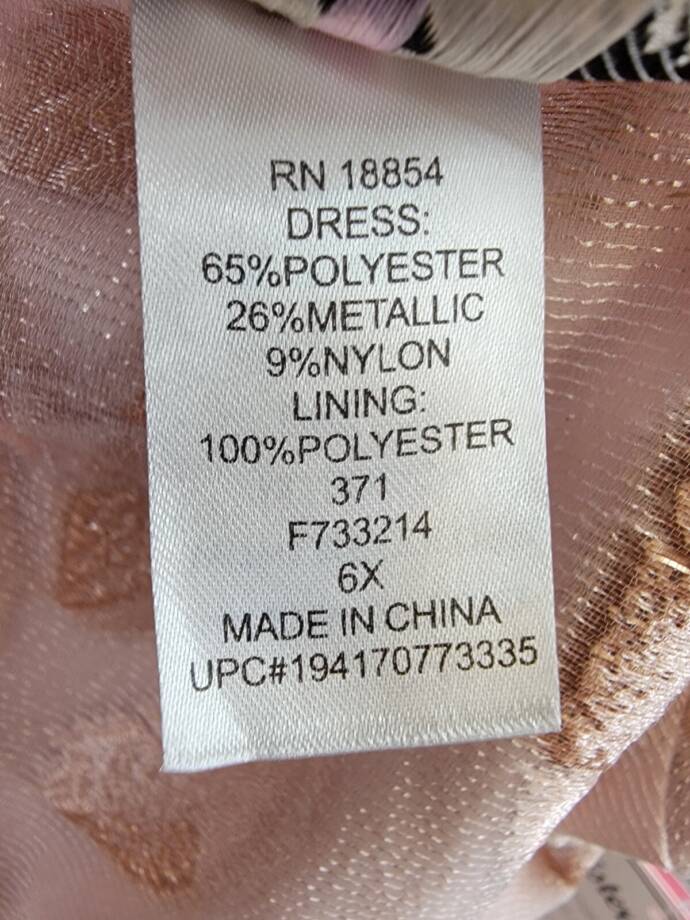 RN 18854
DRESS:
65%POLYESTER
26%METALLIC
9%NYLON
LINING:
100%POLYESTER
371
F733214
6X
MADE IN CHINA
UPC#194170773335